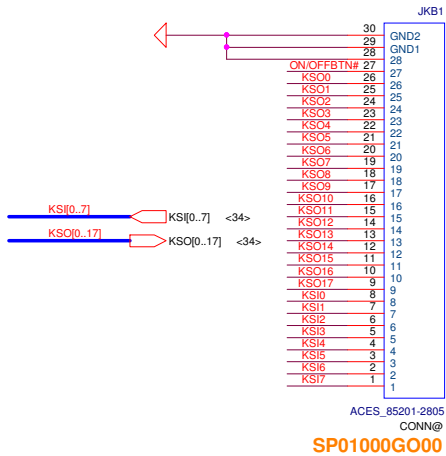 JKB1
30 GND2
29 GND1
28 28
ON/OFFBTN# 27 27
KSO0 26 26
KSO1 25 25
KSO2 24 24
KSO3 23 23
KSO4 22 22
KSO5 21 21
KSO6 20 20
KSO7 19 19
KSO8 18 18
KSO9 17 17
KSO10 16 16
KSO11 15 15
KSO12 14 14
KSO13 13 13
KSO14 12 12
KSO15 11 11
KSO16 10 10
KSO17 9 9
KSI0 8 8
KSI1 7 7
KSI2 6 6
KSI3 5 5
KSI4 4 4
KSI5 3 3
KSI6 2 2
KSI7 1 1
KSI[0..7] KSI[0..7] <34>
KSO[0..17] KSO[0..17] <34>
ACES_85201-2805
CONN@
SP01000GO00